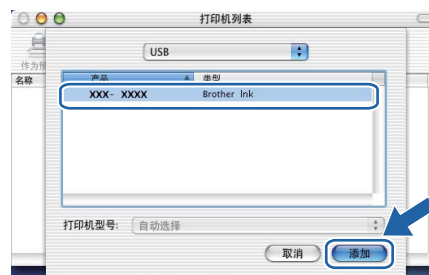 打印机列表
USB
作为默
名称
产品 类型
XXX- XXXX Brother Ink
打印机型号: 自动选择
取消 添加